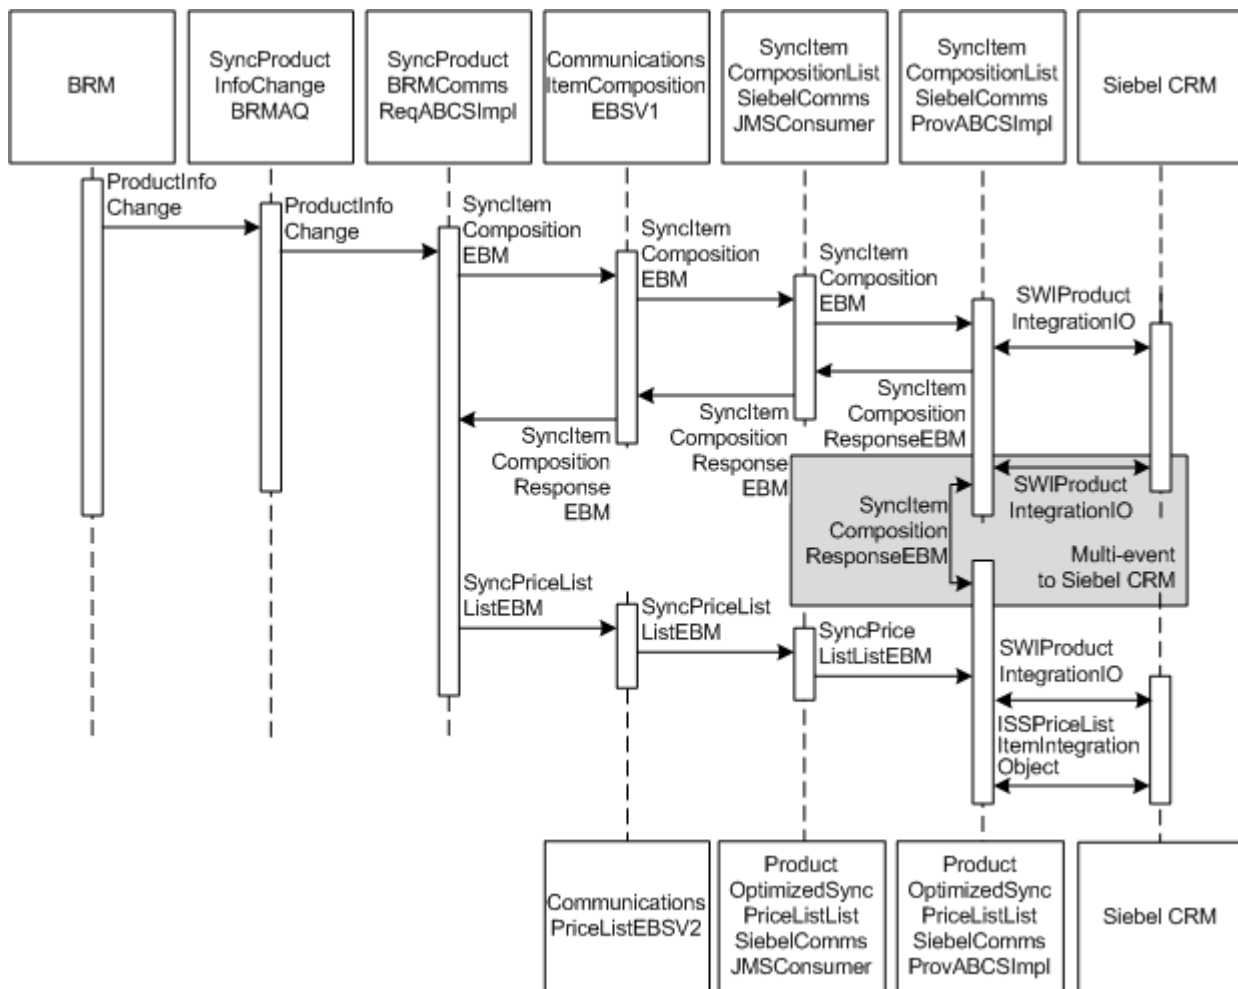 BRM
SyncProduct
InfoChange
BRMAQ
SyncProduct
BRMComms
ReqABCSImpl
Communications
ItemComposition
EBSV1
SyncItem
CompositionList
SiebelComms
JMSConsumer
SyncItem
CompositionList
SiebelComms
ProvABCSImpl
Siebel CRM
ProductInfo
Change
ProductInfo
Change
SyncItem
Composition
EBM
SyncItem
Composition
EBM
SyncItem
Composition
EBM
SWIProduct
IntegrationIO
SyncItem
Composition
ResponseEBM
SyncItem
Composition
Response
EBM
SyncItem
Composition
Response
EBM
SWIProduct
IntegrationIO
SyncItem
Composition
ResponseEBM
Multi-event
to Siebel CRM
SyncPriceList
ListEBM
SyncPriceList
ListEBM
SyncPrice
ListListEBM
SWIProduct
IntegrationIO
ISSPriceList
ItemIntegration
Object
Communications
PriceListEBSV2
Product
OptimizedSync
PriceListList
SiebelComms
JMSConsumer
Product
OptimizedSync
PriceListList
SiebelComms
ProvABCSImpl
Siebel CRM